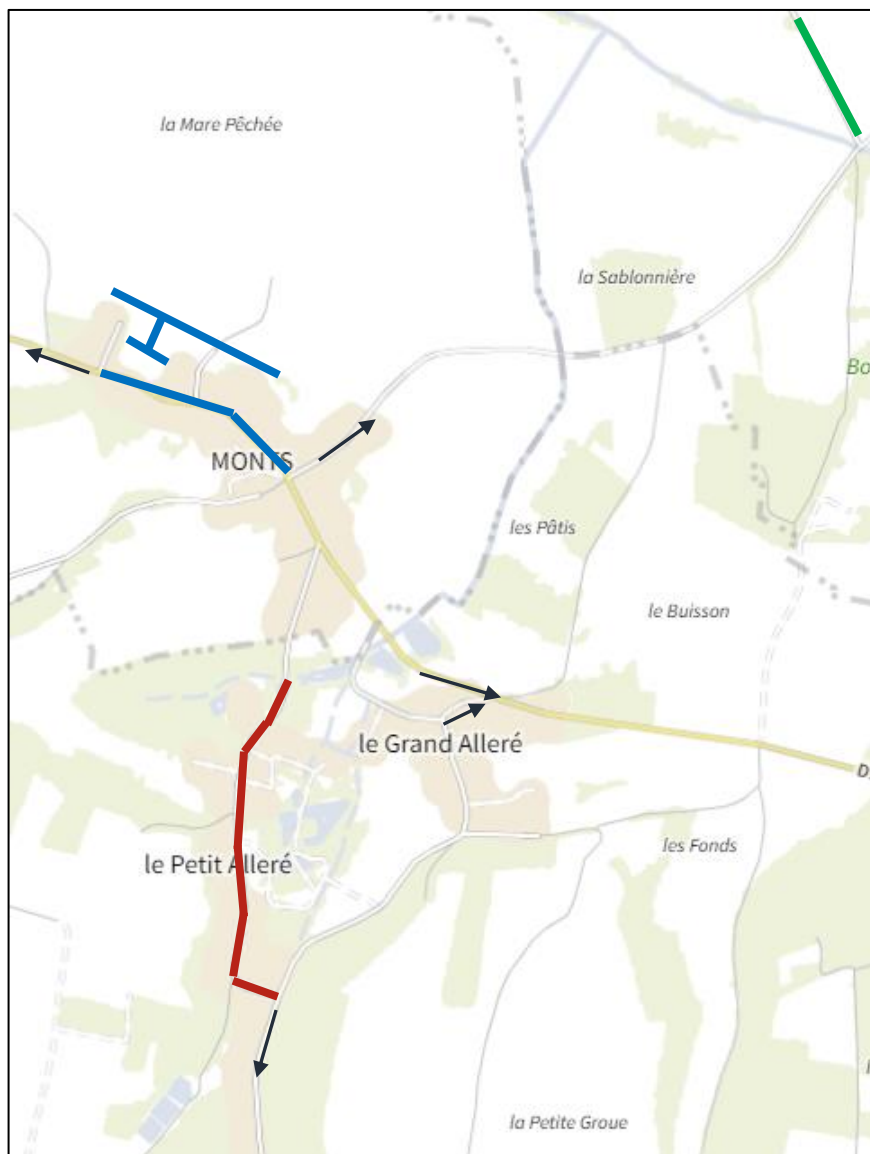 la Mare Pêchée
la Sablonnière
Bo
MONTS
les Pâtis
le Buisson
le Grand Alleré
D
les Fonds
le Petit Alleré
la Petite Groue